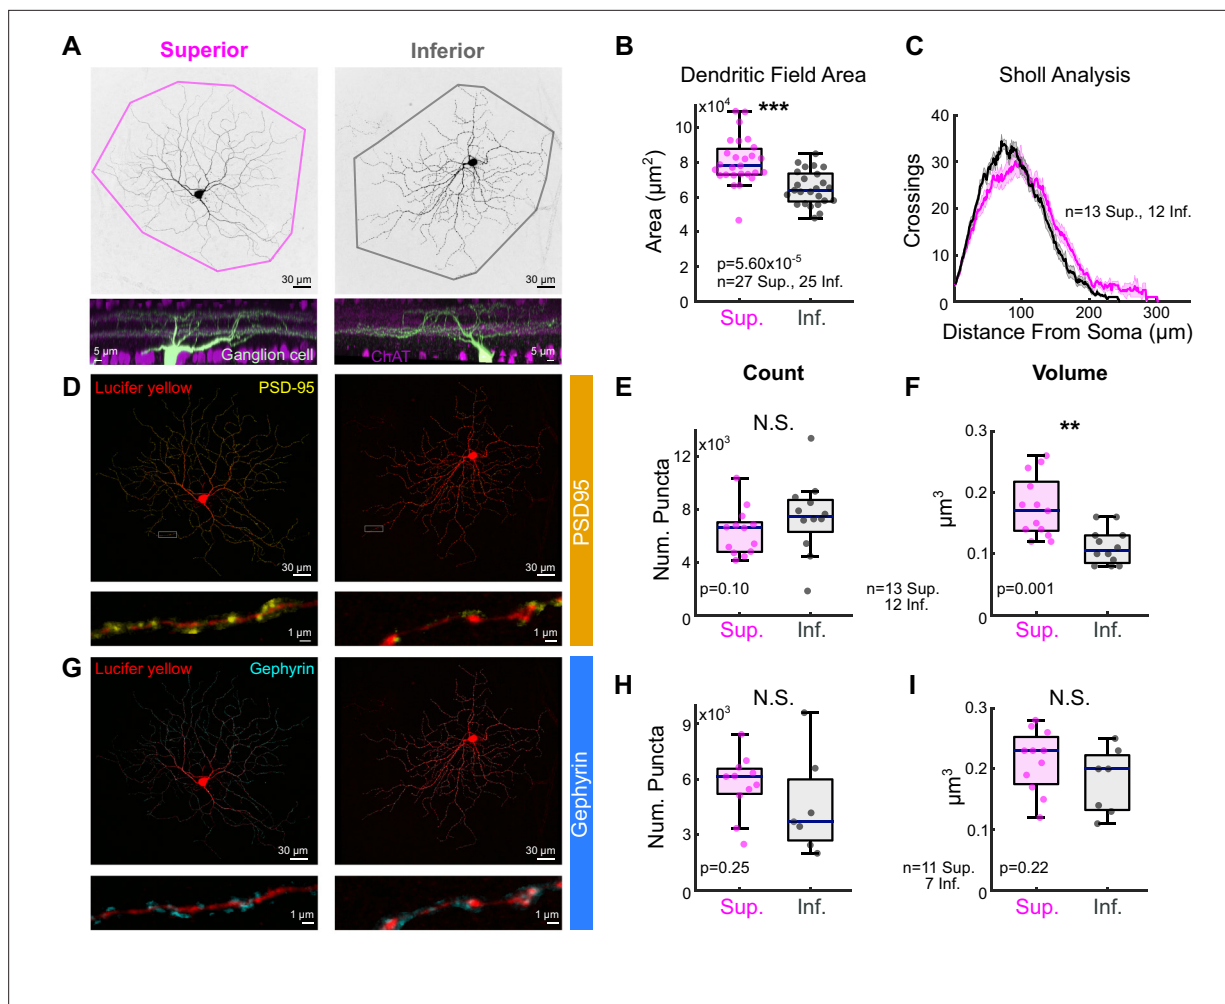 A
Superior
Inferior
30 µm
30 µm
5 µm
Ganglion cell
ChAT
5 µm
B
Dendritic Field Area
x10⁴
***
10
8
6
4
2
0
Area (µm²)
p=5.60x10⁻⁵
n=27 Sup., 25 Inf.
Sup.
Inf.
C
Sholl Analysis
40
30
20
10
0
Crossings
n=13 Sup., 12 Inf.
0
100
200
300
Distance From Soma (µm)
D
Lucifer yellow
PSD-95
30 µm
30 µm
1 µm
1 µm
PSD95
Count
E
N.S.
x10³
12
8
4
0
Num. Puncta
p=0.10
Sup.
Inf.
n=13 Sup.
12 Inf.
Volume
F
**
0.3
0.2
0.1
0
µm³
p=0.001
Sup.
Inf.
G
Lucifer yellow
Gephyrin
30 µm
30 µm
1 µm
1 µm
Gephyrin
H
N.S.
x10³
9
6
3
0
Num. Puncta
p=0.25
Sup.
Inf.
n=11 Sup.
7 Inf.
I
N.S.
0.3
0.2
0.1
0
µm³
p=0.22
Sup.
Inf.